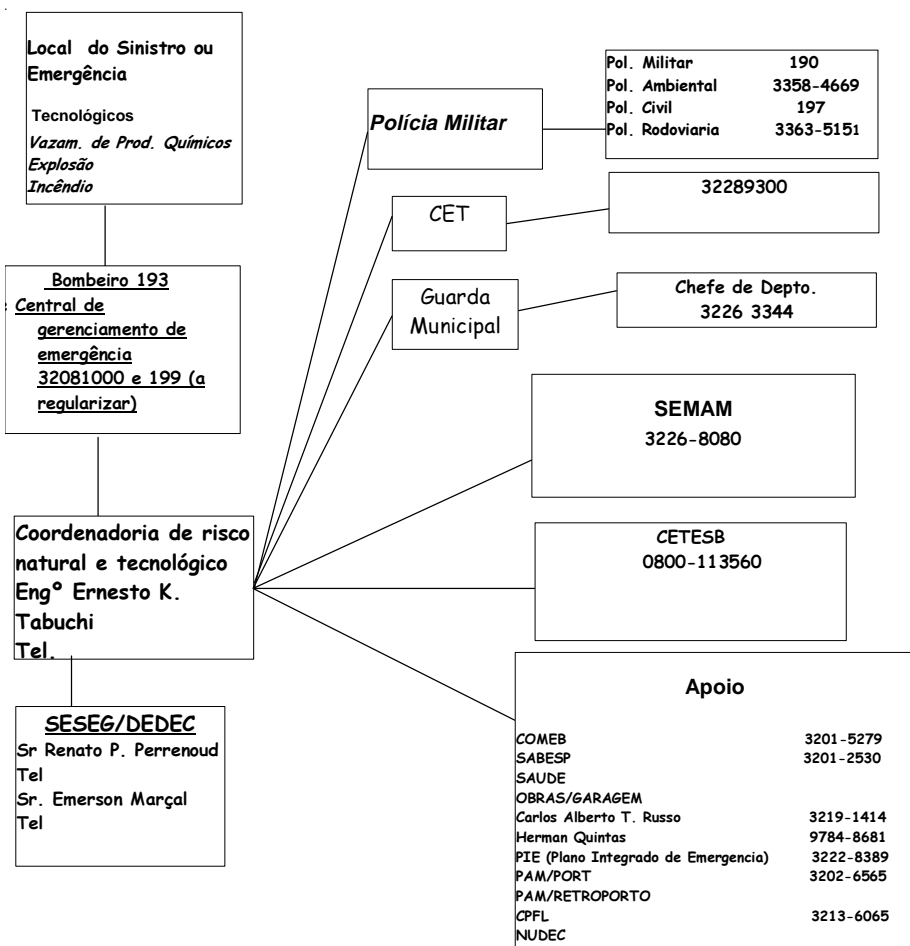 Local do Sinistro ou
Emergência
Tecnológicos
Vazam. de Prod. Químicos
Explosão
Incêndio
Bombeiro 193
Central de
gerenciamento de
emergência
32081000 e 199 (a
regularizar)
Coordenadoria de risco
natural e tecnológico
Engº Ernesto K.
Tabuchi
Tel.
SESEG/DEDEC
Sr Renato P. Perrenoud
Tel
Sr. Emerson Marçal
Tel
Polícia Militar
Pol. Militar 190
Pol. Ambiental 3358-4669
Pol. Civil 197
Pol. Rodoviaria 3363-5151
CET
32289300
Guarda
Municipal
Chefe de Depto.
3226 3344
SEMAM
3226-8080
CETESB
0800-113560
Apoio
COMEB 3201-5279
SABESP 3201-2530
SAUDE
OBRAS/GARAGEM
Carlos Alberto T. Russo 3219-1414
Herman Quintas 9784-8681
PIE (Plano Integrado de Emergencia) 3222-8389
PAM/PORT 3202-6565
PAM/RETROPORTO
CPFL 3213-6065
NUDEC